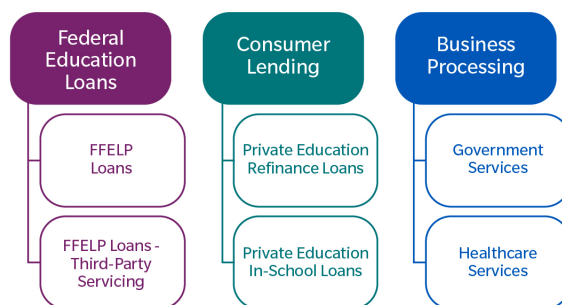 Federal
Education
Loans
FFELP
Loans
FFELP Loans -
Third-Party
Servicing
Consumer
Lending
Private Education
Refinance Loans
Private Education
In-School Loans
Business
Processing
Government
Services
Healthcare
Services